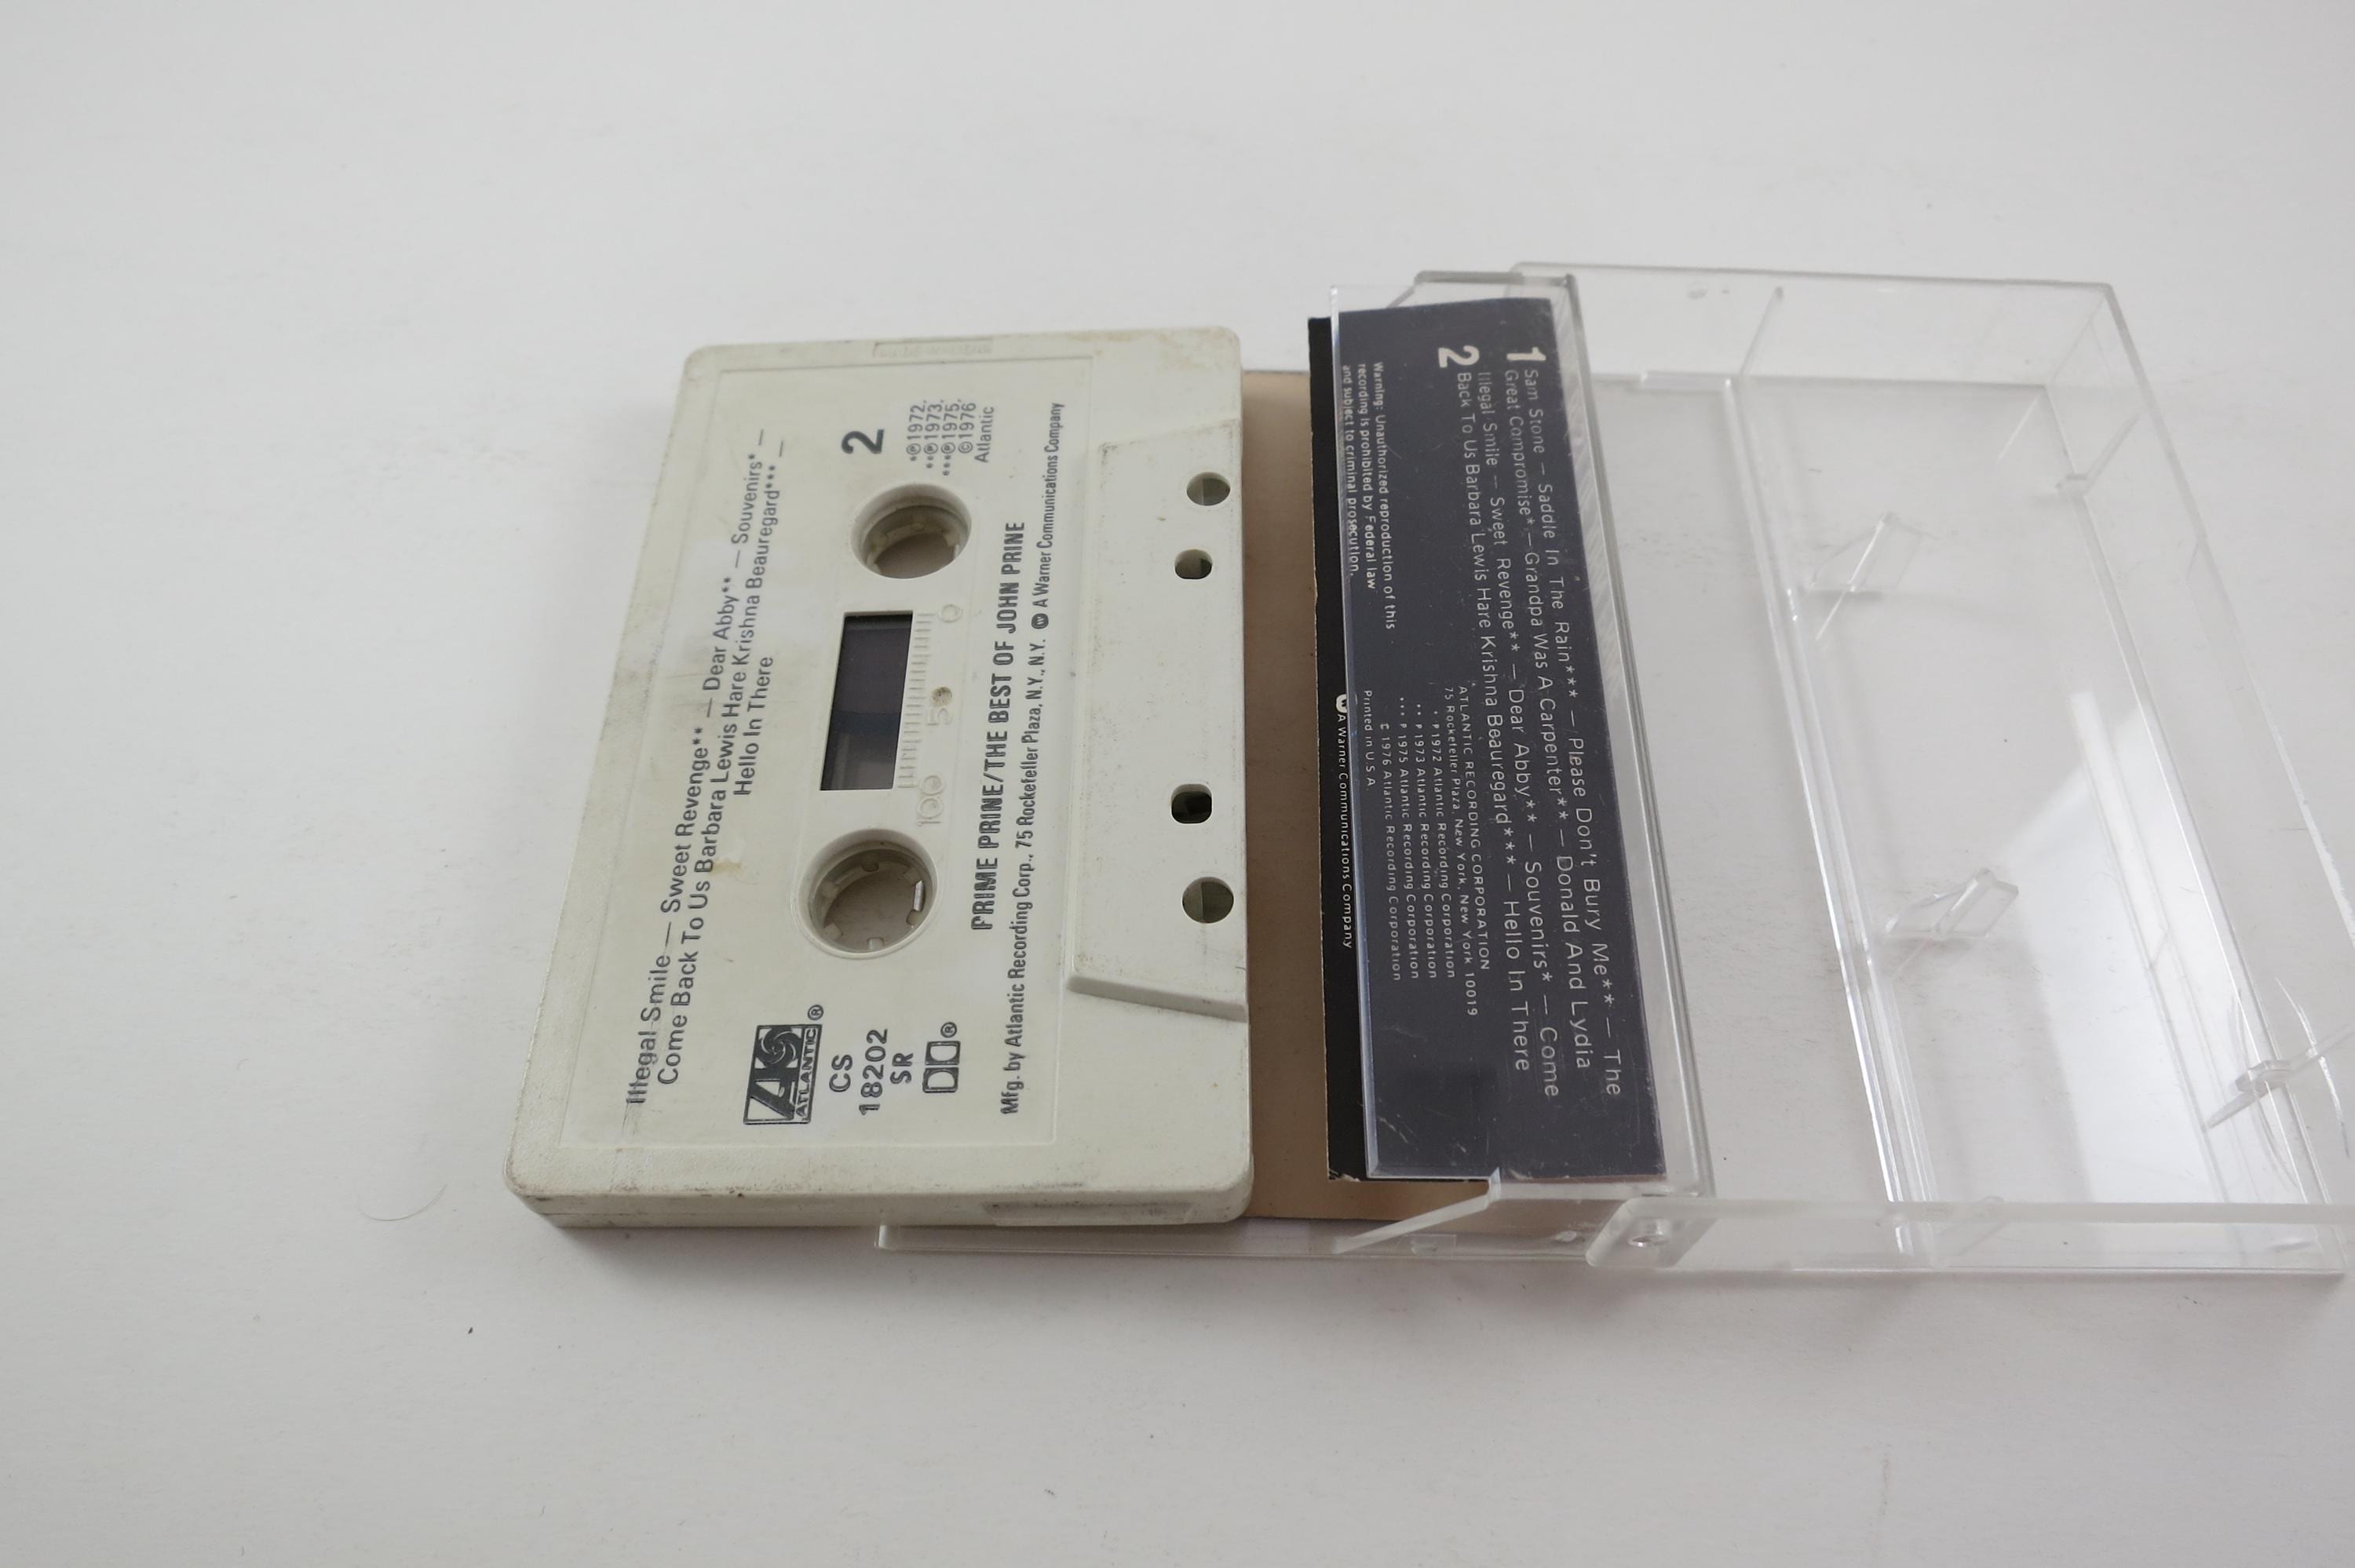 Illegal Smile — Sweet Revenge** — Dear Abby** — Souvenirs* —
Come Back To Us Barbara Lewis Hare Krishna Beauregard*** —
Hello In There
ATLANTIC®
CS
18202
SR
®
2
*℗1972,
**℗1973,
***℗1975,
©1976
Atlantic
0
50
100
PRIME PRINE/THE BEST OF JOHN PRINE
Mfg. by Atlantic Recording Corp., 75 Rockefeller Plaza, N.Y., N.Y. Ⓦ A Warner Communications Company
1 Sam Stone — Saddle In The Rain*** — Please Don't Bury Me** — The
Great Compromise* — Grandpa Was A Carpenter** — Donald And Lydia
2 Illegal Smile — Sweet Revenge** — Dear Abby** — Souvenirs* — Come
Back To Us Barbara Lewis Hare Krishna Beauregard*** — Hello In There
Warning: Unauthorized reproduction of this
recording is prohibited by Federal law
and subject to criminal prosecution.
ATLANTIC RECORDING CORPORATION
75 Rockefeller Plaza, New York, New York 10019
* P 1972 Atlantic Recording Corporation
** P 1973 Atlantic Recording Corporation
*** P 1975 Atlantic Recording Corporation
© 1976 Atlantic Recording Corporation
Printed in U.S.A.
Ⓦ A Warner Communications Company